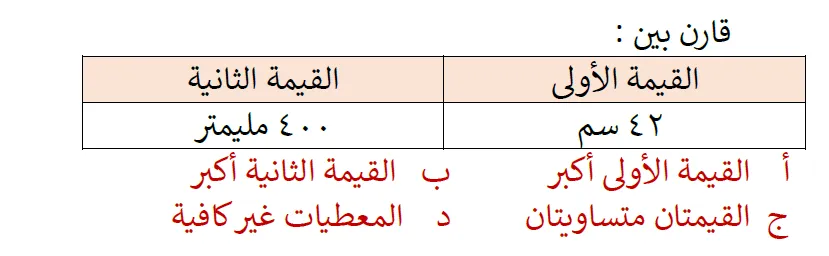 قارن بين :
القيمة الأولى القيمة الثانية
٤٢ سم ٤٠٠ مليمتر
أ القيمة الأولى أكبر ب القيمة الثانية أكبر
ج القيمتان متساويتان د المعطيات غير كافية